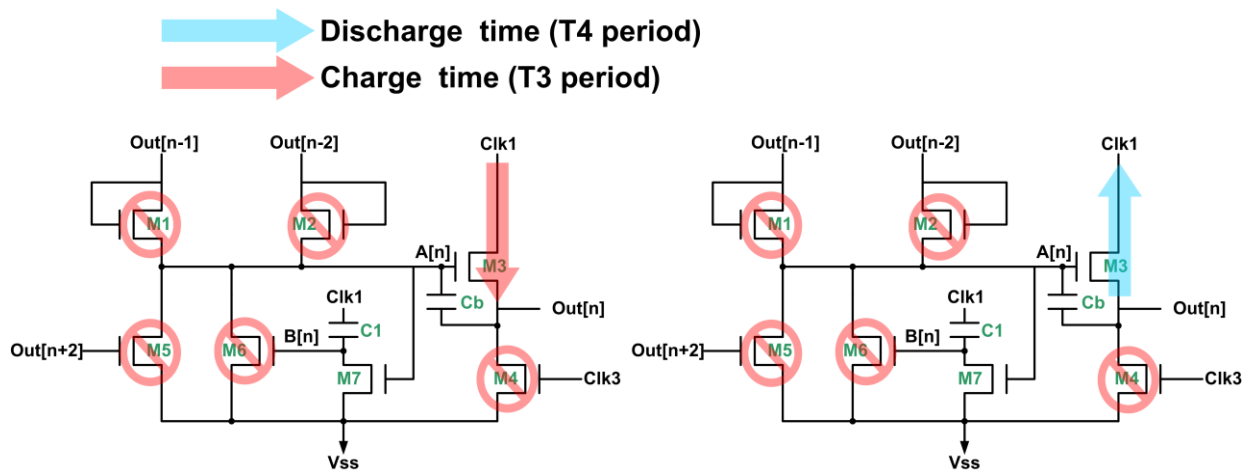 Discharge  time (T4 period)
Charge  time (T3 period)
Out[n-1]
Out[n-2]
Clk1
M1
M2
A[n]
M3
Clk1
Cb
C1
Out[n]
Out[n+2]
M5
M6
B[n]
M7
M4
Clk3
Vss
Out[n-1]
Out[n-2]
Clk1
M1
M2
A[n]
M3
Clk1
Cb
C1
Out[n]
Out[n+2]
M5
M6
B[n]
M7
M4
Clk3
Vss